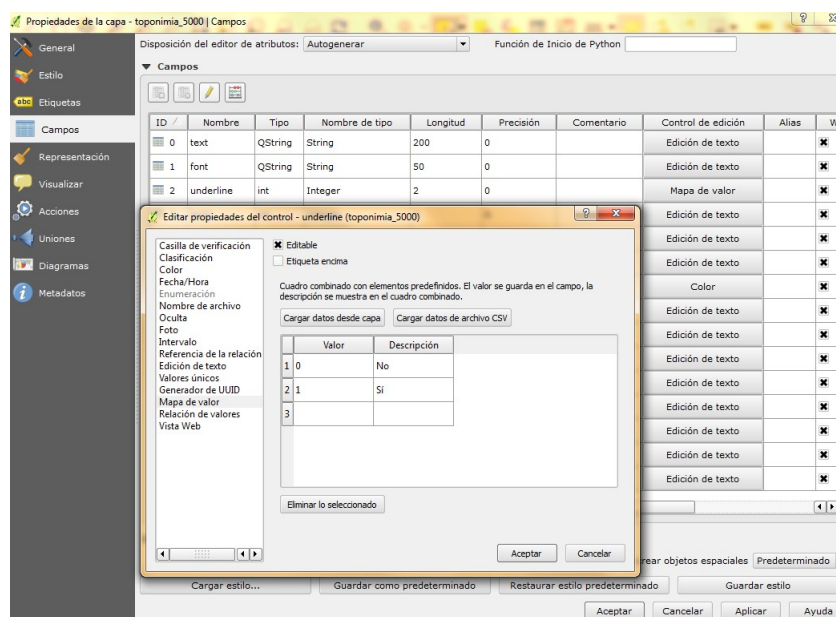 Propiedades de la capa - toponimia_5000 | Campos
General
Estilo
abc Etiquetas
Campos
Representación
Visualizar
Acciones
Uniones
Diagramas
Metadatos
Disposición del editor de atributos: Autogenerar Función de Inicio de Python
Campos
ID Nombre Tipo Nombre de tipo Longitud Precisión Comentario Control de edición Alias W
0 text QString String 200 0 Edición de texto
1 font QString String 50 0 Edición de texto
2 underline int Integer 2 0 Mapa de valor
Edición de texto
Edición de texto
Edición de texto
Color
Edición de texto
Edición de texto
Edición de texto
Edición de texto
Edición de texto
Edición de texto
Edición de texto
Edición de texto
Editar propiedades del control - underline (toponimia_5000)
Casilla de verificación
Clasificación
Color
Fecha/Hora
Enumeración
Nombre de archivo
Oculta
Foto
Intervalo
Referencia de la relación
Edición de texto
Valores únicos
Generador de UUID
Mapa de valor
Relación de valores
Vista Web
Editable
Etiqueta encima
Cuadro combinado con elementos predefinidos. El valor se guarda en el campo, la
descripción se muestra en el cuadro combinado.
Cargar datos desde capa Cargar datos de archivo CSV
Valor Descripción
1 0 No
2 1 Sí
3
Eliminar lo seleccionado
Aceptar Cancelar
rear objetos espaciales Predeterminado
Cargar estilo... Guardar como predeterminado Restaurar estilo predeterminado Guardar estilo
Aceptar Cancelar Aplicar Ayuda